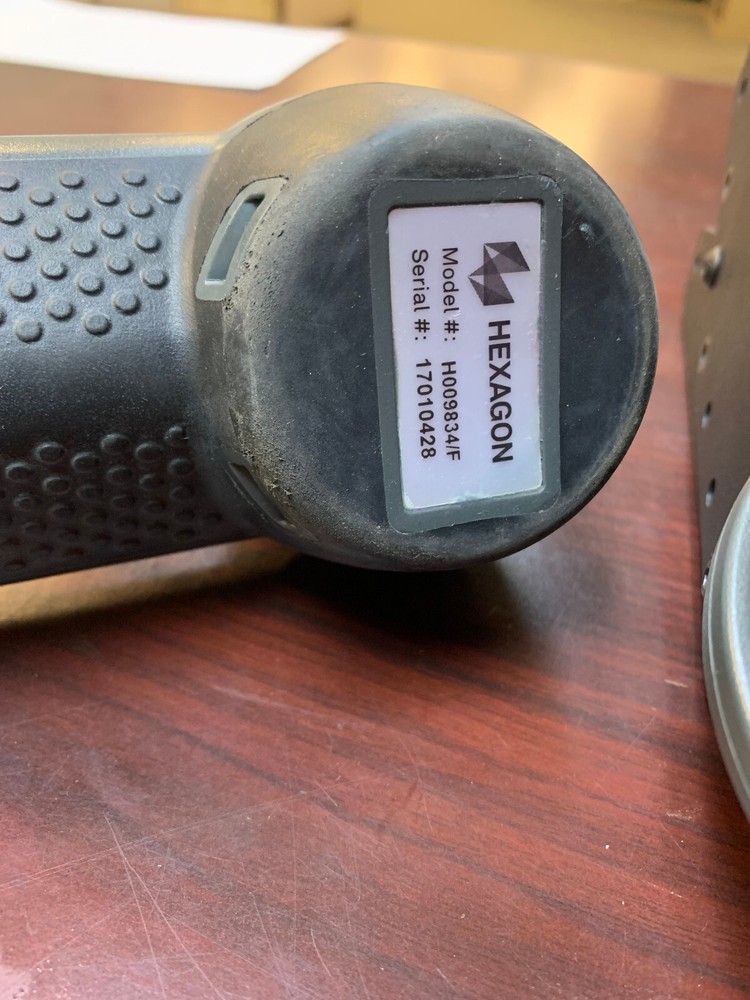 HEXAGON
Model #: H009834/F
Serial #: 17010428